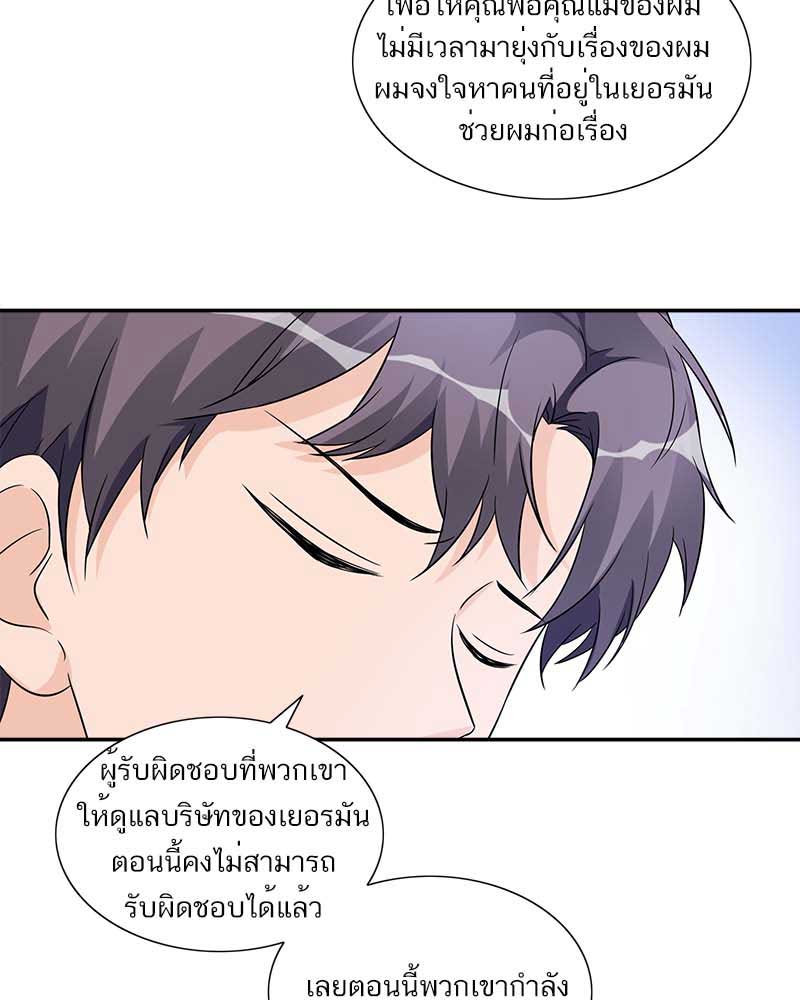 เพื่อให้คุณพ่อคุณแม่ของผม
ไม่มีเวลามายุ่งกับเรื่องของผม
ผมจงใจหาคนที่อยู่ในเยอรมัน
ช่วยผมก่อเรื่อง
ผู้รับผิดชอบที่พวกเขา
ให้ดูแลบริษัทของเยอรมัน
ตอนนี้คงไม่สามารถ
รับผิดชอบได้แล้ว
เลยตอนนี้พวกเขากำลัง